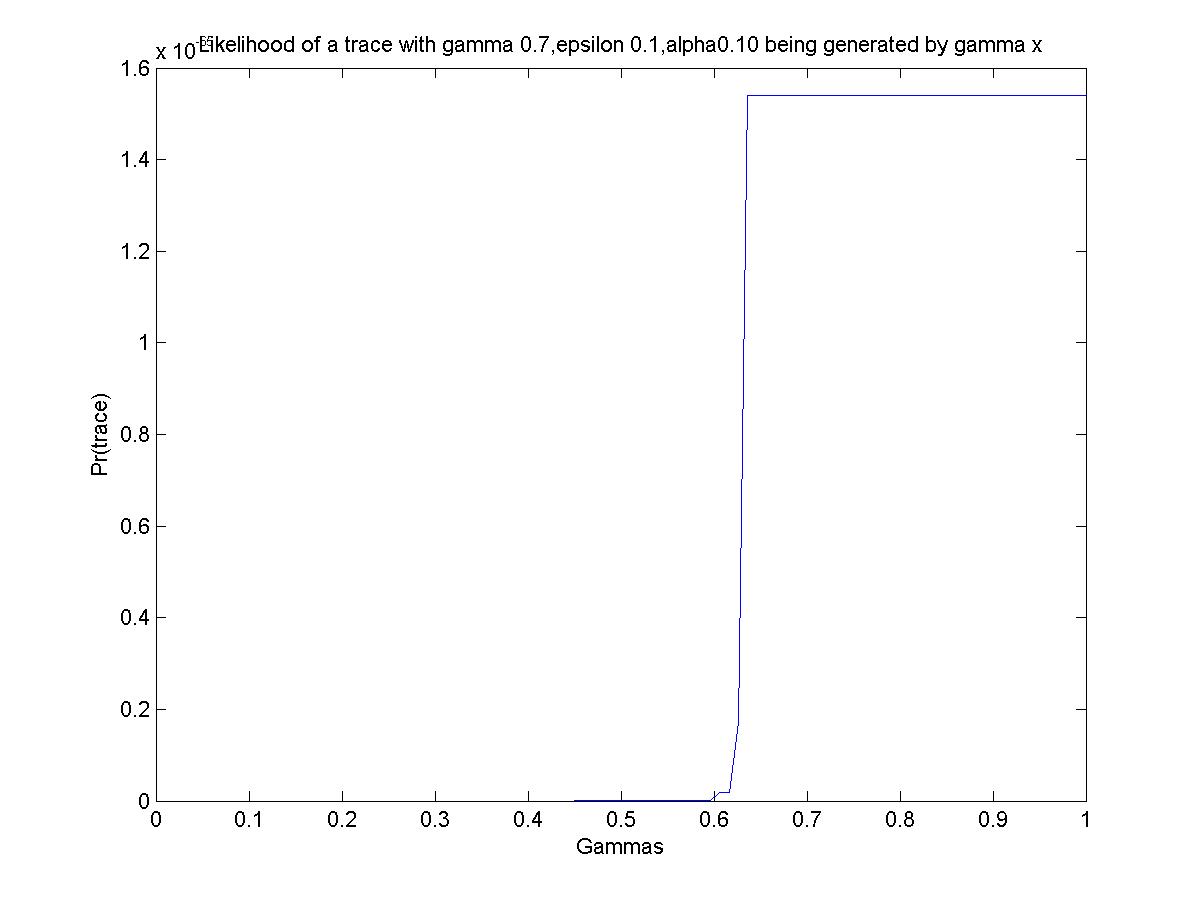 x 10
Likelihood of a trace with gamma 0.7,epsilon 0.1,alpha0.10 being generated by gamma x
1.6
1.4
1.2
1
0.8
0.6
0.4
0.2
0
Pr(trace)
0 0.1 0.2 0.3 0.4 0.5 0.6 0.7 0.8 0.9 1
Gammas